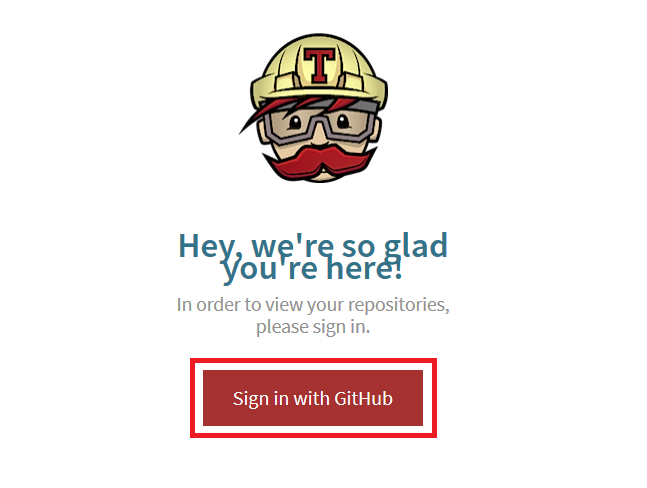 T
Hey, we're so glad
you're here!
In order to view your repositories,
please sign in.
Sign in with GitHub